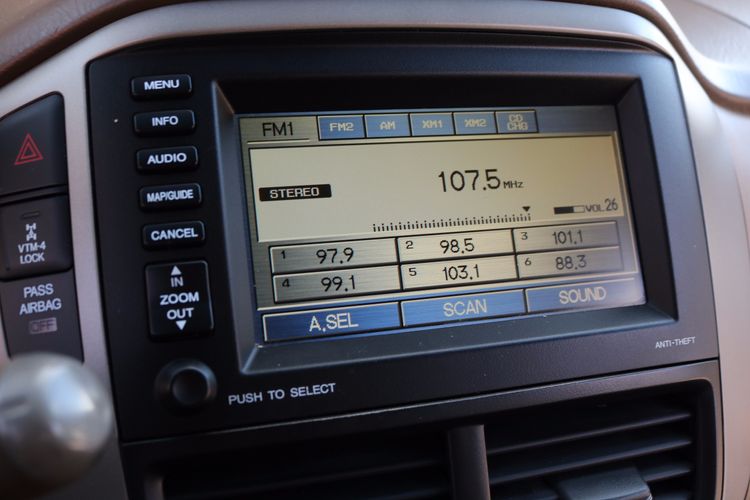 MENU
INFO
AUDIO
MAP/GUIDE
CANCEL
IN
ZOOM
OUT
VTM-4
LOCK
PASS
AIRBAG
OFF
FM1 FM2 AM XM1 XM2 CD CHG
107.5 MHz
STEREO
VOL 26
1 97.9 2 98.5 3 101.1
4 99.1 5 103.1 6 88.3
A.SEL SCAN SOUND
PUSH TO SELECT
ANTI-THEFT